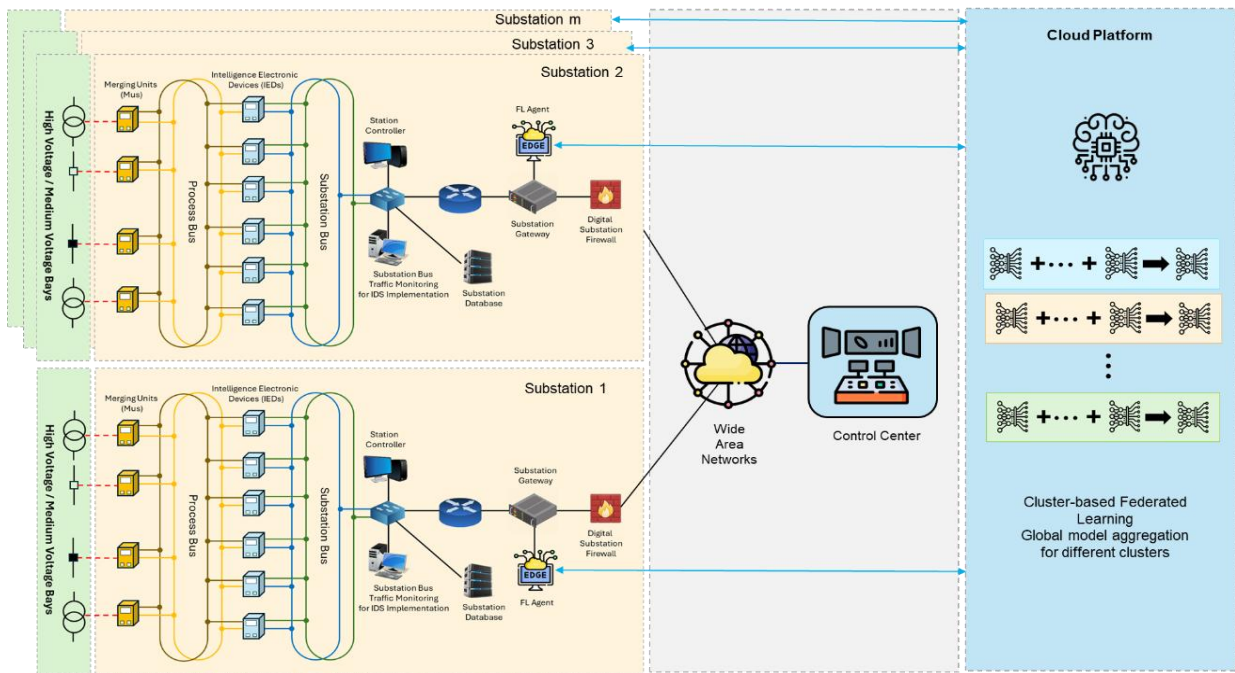 Substation m
Substation 3
Substation 2
High Voltage / Medium Voltage Bays
Merging Units
(Mus)
Process Bus
Intelligence Electronic
Devices (IEDs)
Substation Bus
Station
Controller
Substation Bus
Traffic Monitoring
for IDS Implementation
Substation
Database
FL Agent
EDGE
Substation
Gateway
Digital
Substation
Firewall
Substation 1
High Voltage / Medium Voltage Bays
Merging Units
(Mus)
Process Bus
Intelligence Electronic
Devices (IEDs)
Substation Bus
Station
Controller
Substation Bus
Traffic Monitoring
for IDS Implementation
Substation
Database
Substation
Gateway
EDGE
FL Agent
Digital
Substation
Firewall
Wide
Area
Networks
Control Center
Cloud Platform
+ ... + 
+ ... + 
+ ... + 
Cluster-based Federated
Learning
Global model aggregation
for different clusters